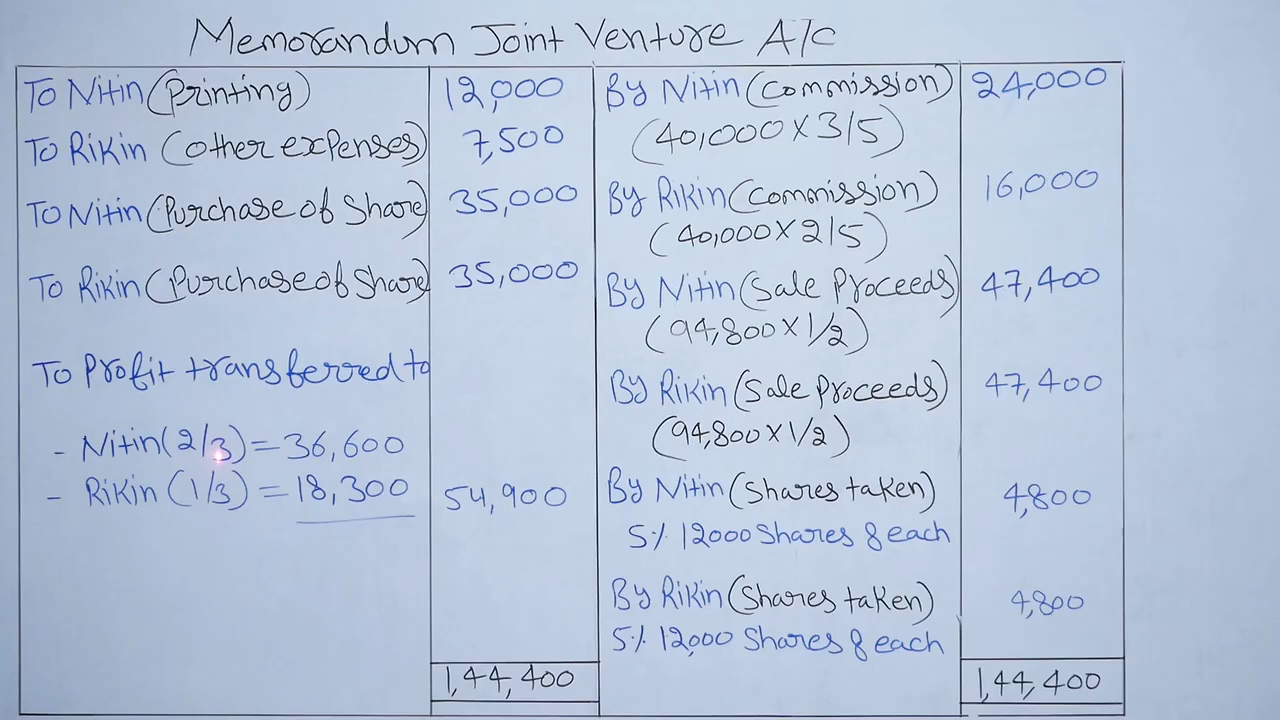 Memorandum Joint Venture A/c
To Nitin (Printing) 12,000 By Nitin (Commission) 24,000
(40,000 X 3/5)
To Rikin (other expenses) 7,500
To Nitin (Purchase of Share) 35,000 By Rikin (Commission) 16,000
(40,000 X 2/5)
To Rikin (Purchase of Share) 35,000 By Nitin (Sale Proceeds) 47,400
(94,800 X 1/2)
To Profit transferred to By Rikin (Sale Proceeds) 47,400
(94,800 X 1/2)
- Nitin (2/3) = 36,600
- Rikin (1/3) = 18,300 54,900 By Nitin (Shares taken) 4,800
5% 12000 Shares 8 each
By Rikin (Shares taken) 4,800
5% 12,000 Shares 8 each
1,44,400 1,44,400